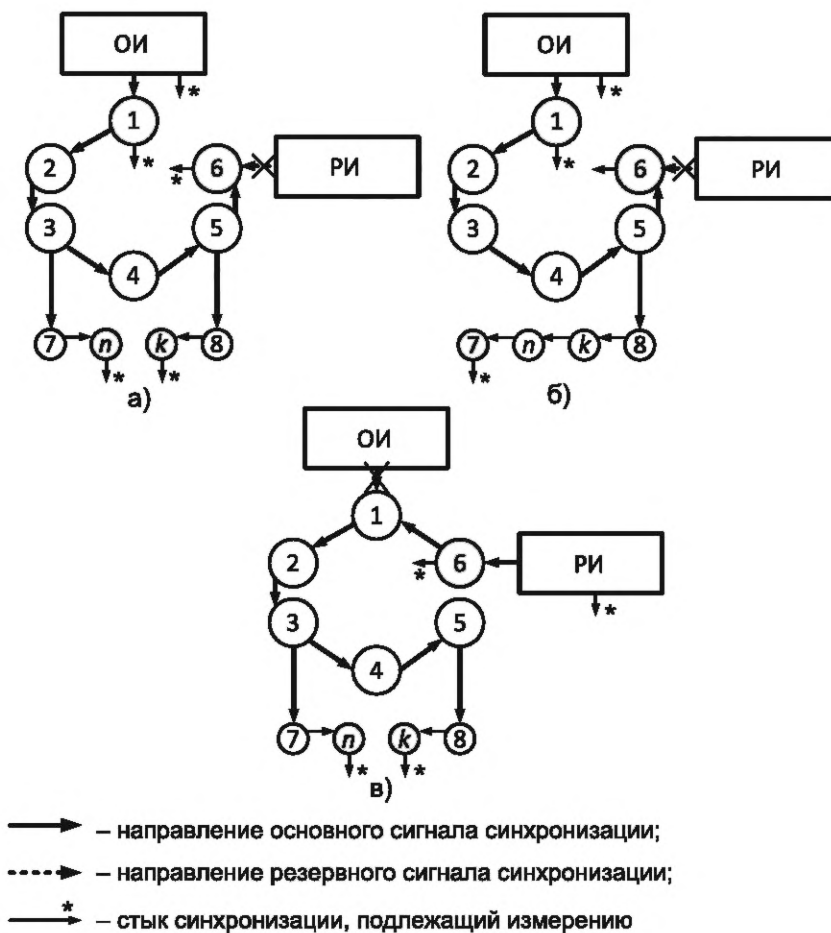 ОИ
*
1
*
2
6
*
РИ
3
5
4
7
n
k
8
*
*
а)
ОИ
*
1
*
2
6
РИ
3
5
4
7
n
k
8
*
б)
ОИ
1
2
6
*
РИ
*
3
5
4
7
n
k
8
*
*
в)
– направление основного сигнала синхронизации;
– направление резервного сигнала синхронизации;
* – стык синхронизации, подлежащий измерению